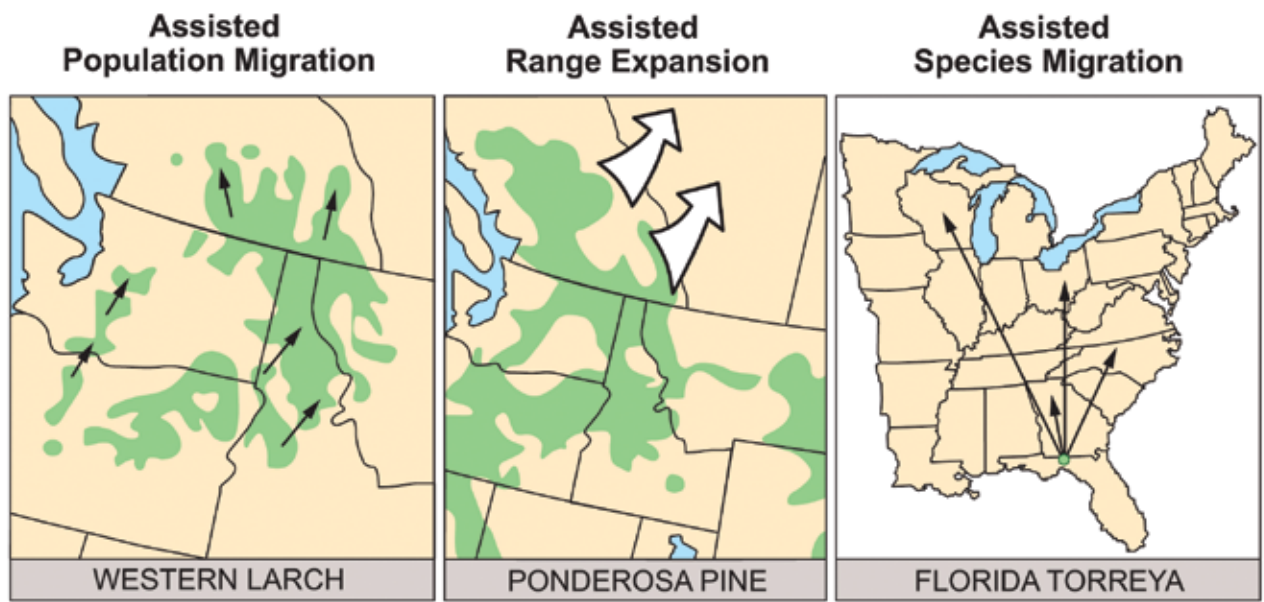 Assisted
Population Migration
Assisted
Range Expansion
Assisted
Species Migration
WESTERN LARCH
PONDEROSA PINE
FLORIDA TORREYA